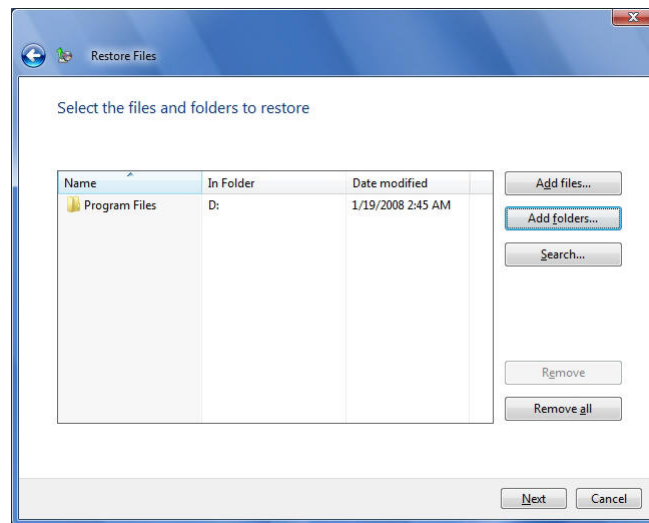 Restore Files
Select the files and folders to restore
Name In Folder Date modified
Program Files D: 1/19/2008 2:45 AM
Add files...
Add folders...
Search...
Remove
Remove all
Next Cancel